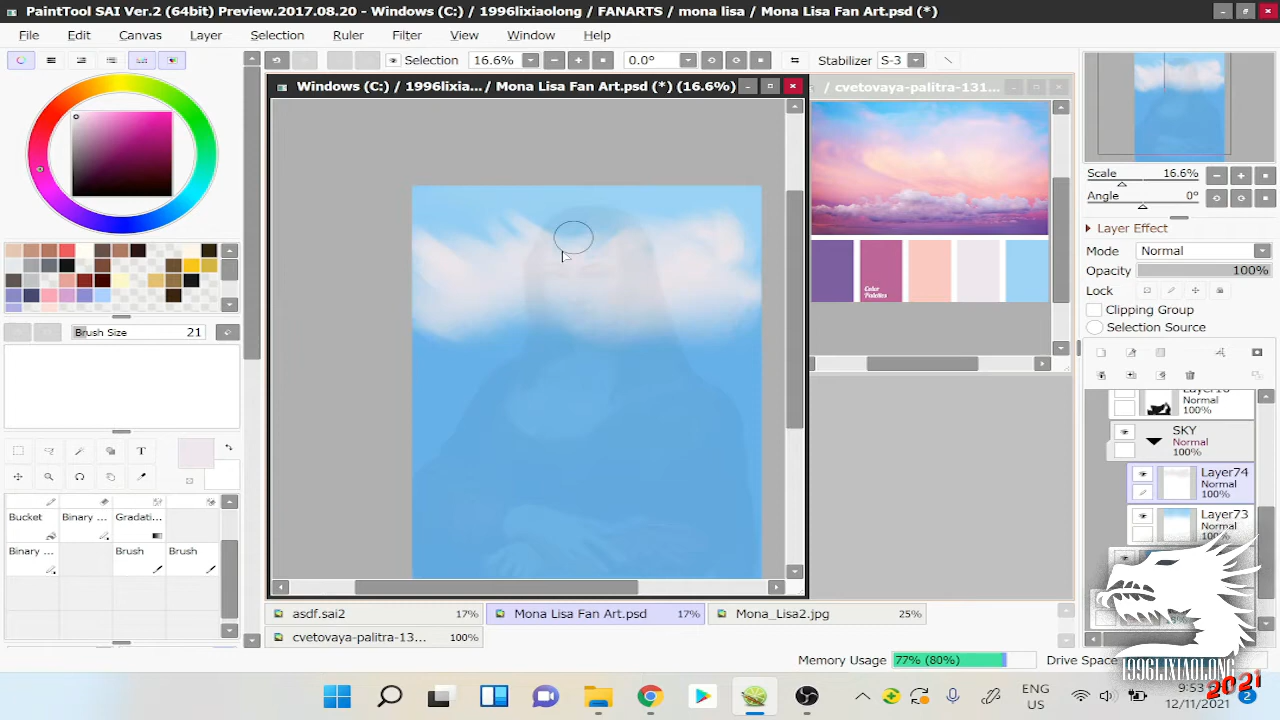 PaintTool SAI Ver.2 (64bit) Preview.2017.08.20 - Windows (C:) / 1996lixiaolong / FANARTS / mona lisa / Mona Lisa Fan Art.psd (*)
File Edit Canvas Layer Selection Ruler Filter View Window Help
Selection 16.6% 0.0° Stabilizer S-3
Windows (C:) / 1996lixia... / Mona Lisa Fan Art.psd (*) (16.6%)
/ cvetovaya-palitra-131...
Scale 16.6%
Angle 0°
Layer Effect
Mode Normal
Opacity 100%
Lock
Clipping Group
Selection Source
Color
Palettes
Brush Size 21
T
Bucket Binary ... Gradati...
Binary ... Brush Brush
Normal
100%
SKY
Normal
100%
Layer74
Normal
100%
Layer73
Normal
100%
asdf.sai2 17% Mona Lisa Fan Art.psd 17% Mona_Lisa2.jpg 25%
cvetovaya-palitra-13... 100%
Memory Usage 77% (80%) Drive Space
1996LIXIAOLONG
2021
ENG
US
9:53
12/11/2021
2